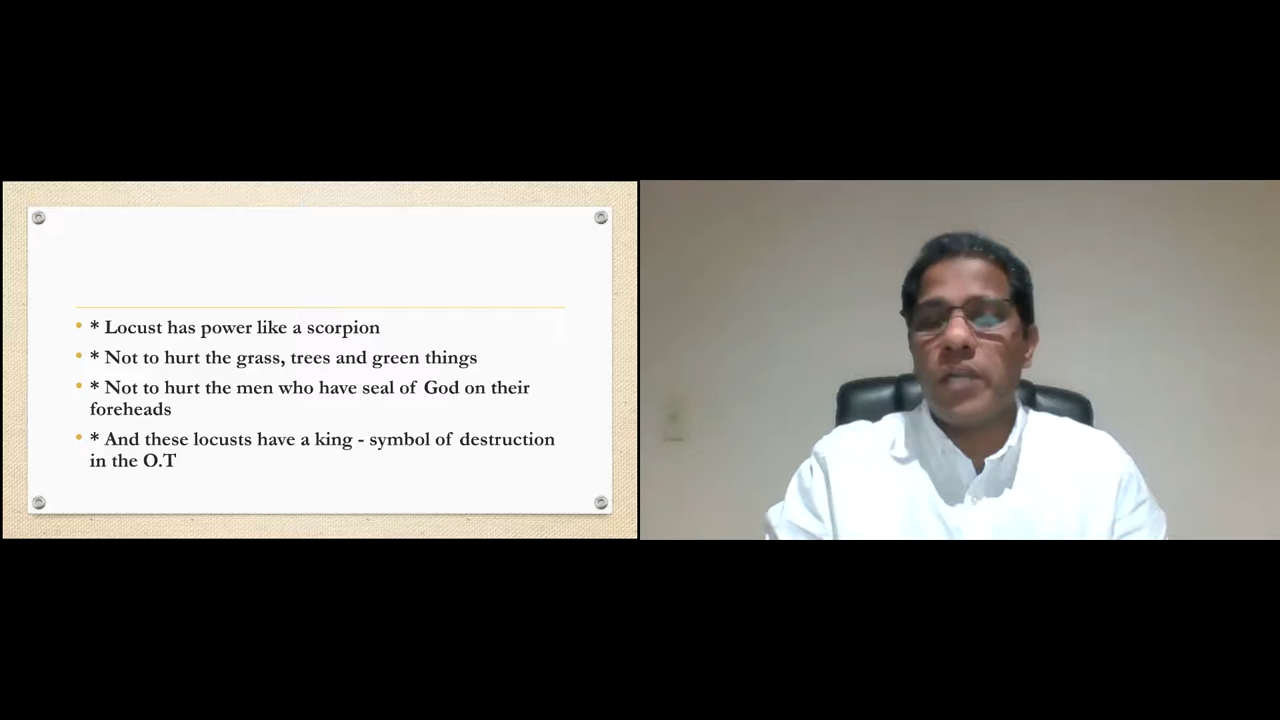 * Locust has power like a scorpion
* Not to hurt the grass, trees and green things
* Not to hurt the men who have seal of God on their
foreheads
* And these locusts have a king - symbol of destruction
in the O.T